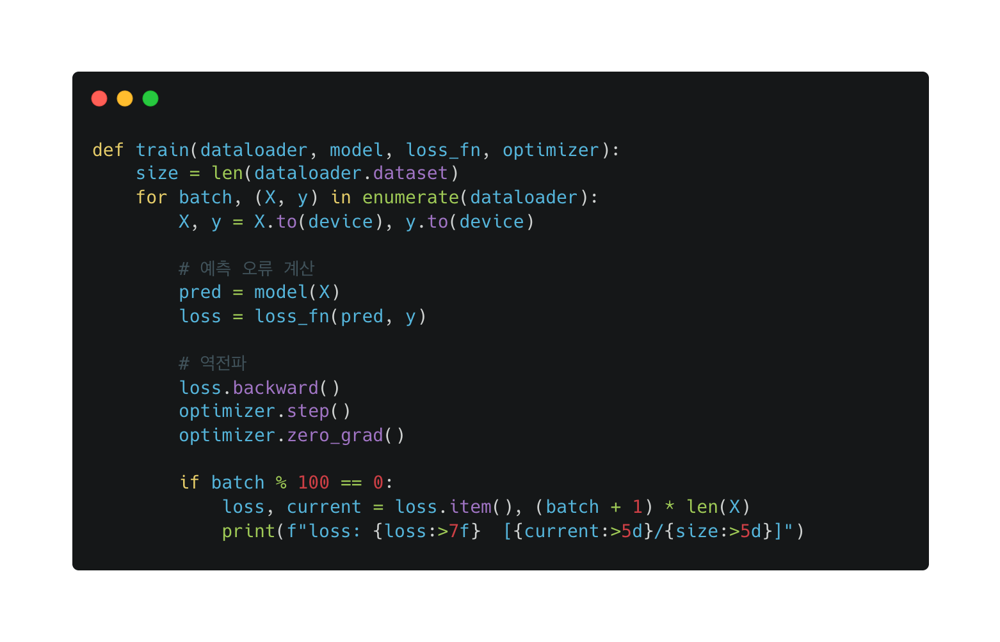 def train(dataloader, model, loss_fn, optimizer):
    size = len(dataloader.dataset)
    for batch, (X, y) in enumerate(dataloader):
        X, y = X.to(device), y.to(device)

        # 예측 오류 계산
        pred = model(X)
        loss = loss_fn(pred, y)

        # 역전파
        loss.backward()
        optimizer.step()
        optimizer.zero_grad()

        if batch % 100 == 0:
            loss, current = loss.item(), (batch + 1) * len(X)
            print(f"loss: {loss:>7f}  [{current:>5d}/{size:>5d}]")